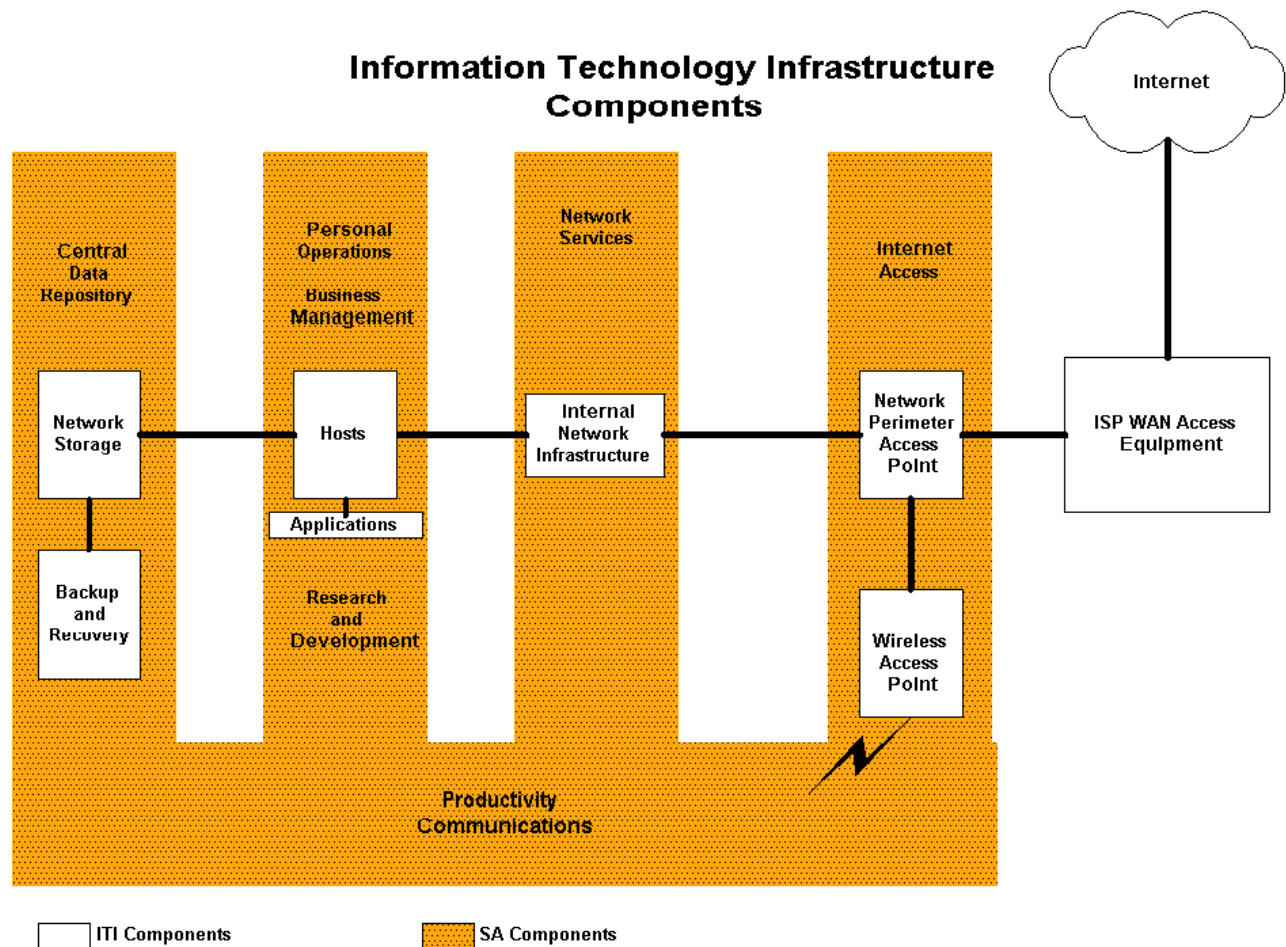 Information Technology Infrastructure
Components
Internet
Central
Data
Repository
Personal
Operations
Business
Management
Network
Services
Internet
Access
Network
Storage
Hosts
Internal
Network
Infrastructure
Network
Perimeter
Access
Point
ISP WAN Access
Equipment
Applications
Backup
and
Recovery
Research
and
Development
Wireless
Access
Point
Productivity
Communications
ITI Components
SA Components